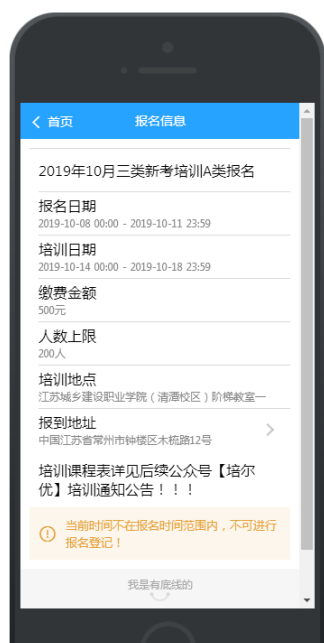 首页
报名信息
2019年10月三类新考培训A类报名
报名日期
2019-10-08 00:00 - 2019-10-11 23:59
培训日期
2019-10-14 00:00 - 2019-10-18 23:59
缴费金额
500元
人数上限
200人
培训地点
江苏城乡建设职业学院（清潭校区）阶梯教室一
报到地址
中国江苏省常州市钟楼区木梳路12号
培训课程表详见后续公众号【培尔
优】培训通知公告！！！
当前时间不在报名时间范围内，不可进行
报名登记！
我是有底线的